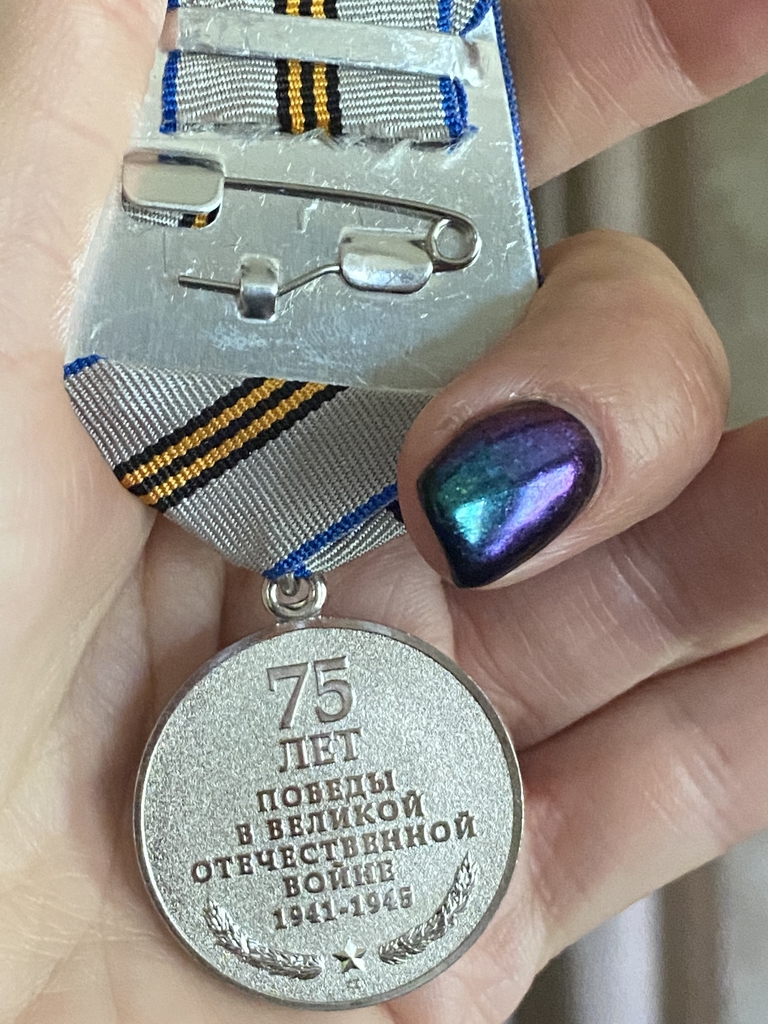 75
ЛЕТ
ПОБЕДЫ
В ВЕЛИКОЙ
ОТЕЧЕСТВЕННОЙ
ВОЙНЕ
1941-1945